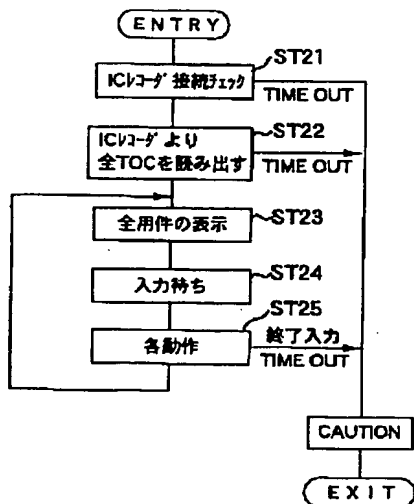 ENTRY
ST21
ICレコーダ接続チェック
TIME OUT
ICレコーダより
ST22
全TOCを読み出す
TIME OUT
全用件の表示
ST23
入力待ち
ST24
ST25
各動作
終了入力
TIME OUT
CAUTION
EXIT